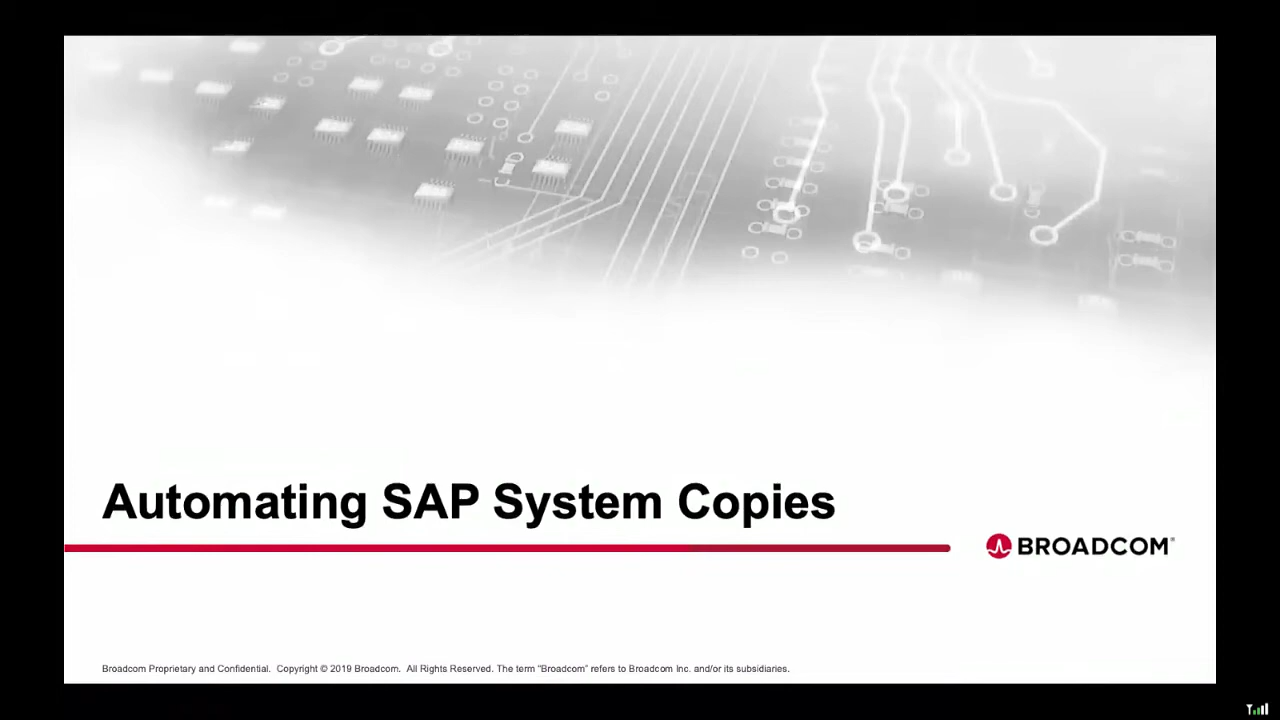 Automating SAP System Copies
BROADCOM®
Broadcom Proprietary and Confidential. Copyright © 2019 Broadcom. All Rights Reserved. The term “Broadcom” refers to Broadcom Inc. and/or its subsidiaries.